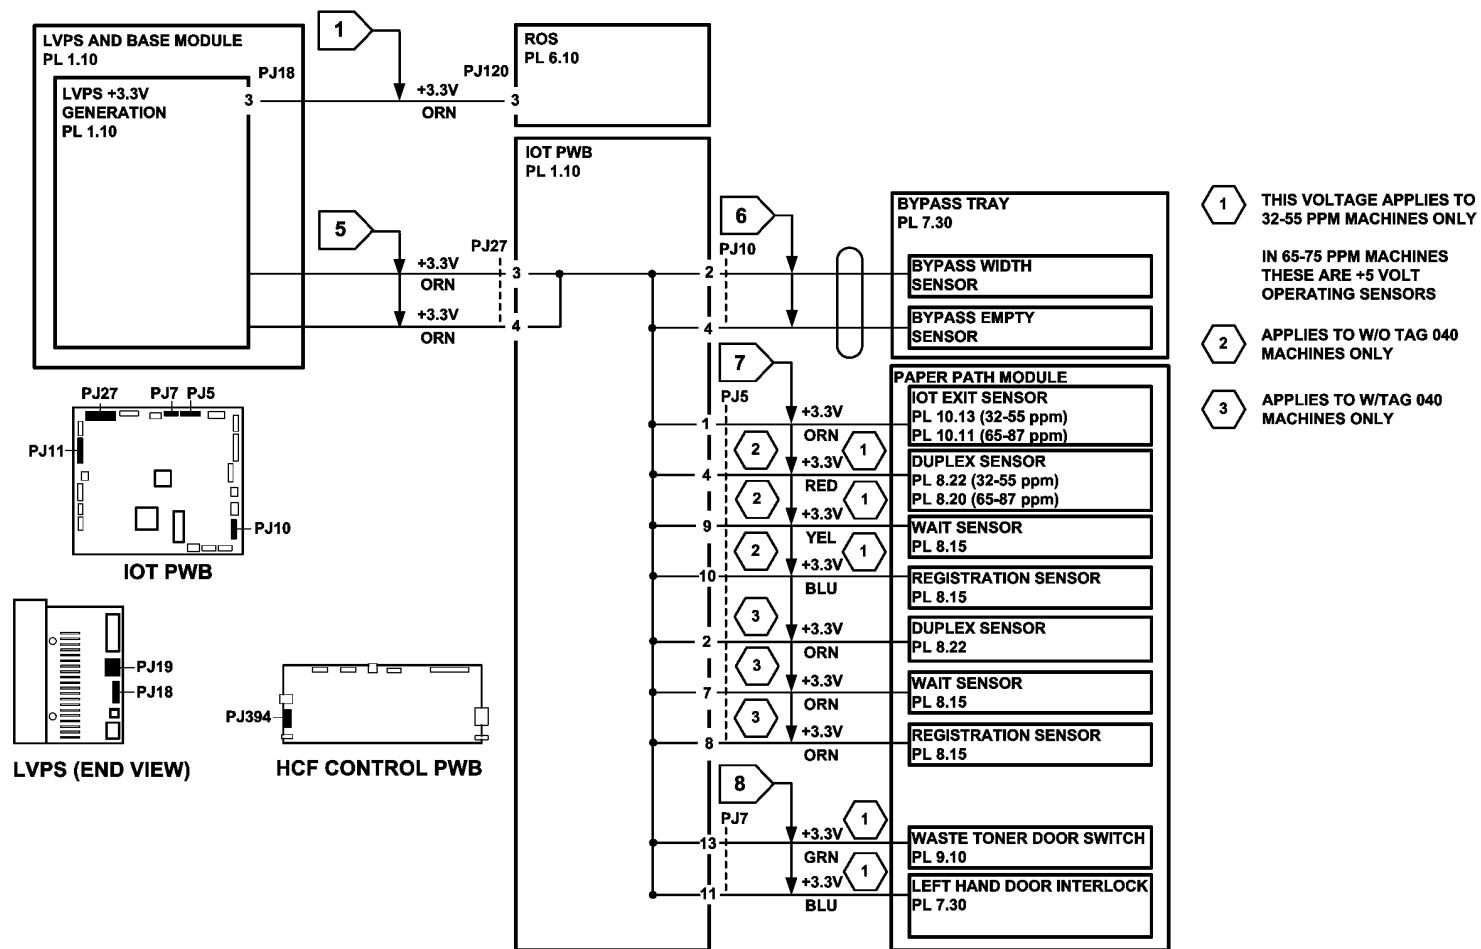 1
LVPS AND BASE MODULE
PL 1.10
PJ18
LVPS +3.3V
GENERATION
PL 1.10
3
+3.3V
ORN
PJ120
3
ROS
PL 6.10
IOT PWB
PL 1.10
5
+3.3V
ORN
+3.3V
ORN
PJ27
3
4
6
PJ10
2
4
BYPASS TRAY
PL 7.30
BYPASS WIDTH
SENSOR
BYPASS EMPTY
SENSOR
7
PJ5
PAPER PATH MODULE
1
+3.3V
ORN
IOT EXIT SENSOR
PL 10.13 (32-55 ppm)
PL 10.11 (65-87 ppm)
4
2
+3.3V
RED
1
DUPLEX SENSOR
PL 8.22 (32-55 ppm)
PL 8.20 (65-87 ppm)
9
2
+3.3V
YEL
1
WAIT SENSOR
PL 8.15
10
2
+3.3V
BLU
1
REGISTRATION SENSOR
PL 8.15
2
3
+3.3V
ORN
DUPLEX SENSOR
PL 8.22
7
3
+3.3V
ORN
WAIT SENSOR
PL 8.15
8
3
+3.3V
ORN
REGISTRATION SENSOR
PL 8.15
8
PJ7
13
+3.3V
GRN
1
WASTE TONER DOOR SWITCH
PL 9.10
11
+3.3V
BLU
1
LEFT HAND DOOR INTERLOCK
PL 7.30
1
THIS VOLTAGE APPLIES TO
32-55 PPM MACHINES ONLY
IN 65-75 PPM MACHINES
THESE ARE +5 VOLT
OPERATING SENSORS
2
APPLIES TO W/O TAG 040
MACHINES ONLY
3
APPLIES TO W/TAG 040
MACHINES ONLY
PJ27
PJ7
PJ5
PJ11
PJ10
IOT PWB
PJ19
PJ18
LVPS (END VIEW)
PJ394
HCF CONTROL PWB